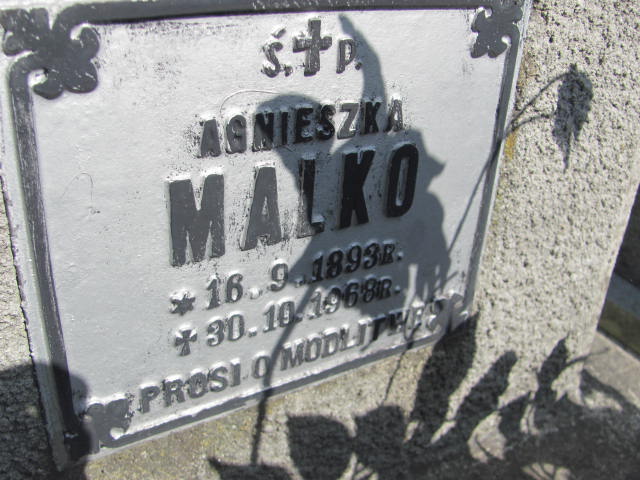 Ś. ✝ P.
AGNIESZKA
MALKO
* 16.9.1893R.
✝ 30.10.1968R.
PROSI O MODLITWĘ